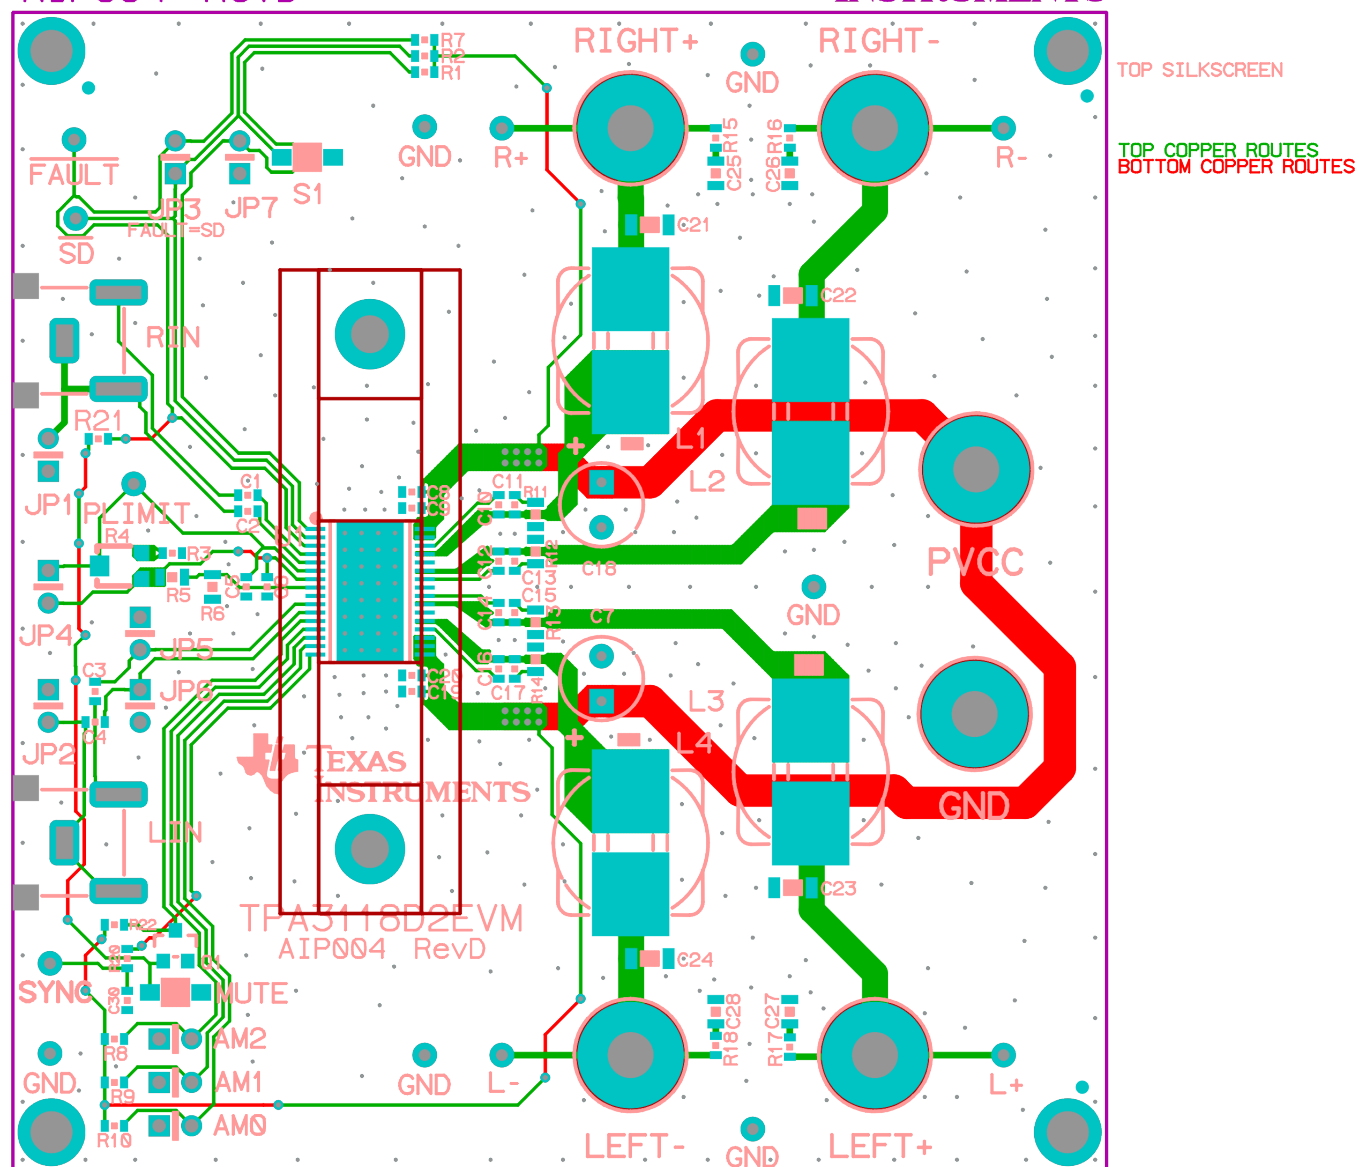 RIGHT+
RIGHT-
R7
R2
R1
GND
TOP SILKSCREEN
GND
R+
R15
R16
R-
TOP COPPER ROUTES
BOTTOM COPPER ROUTES
FAULT
C25
C26
S1
JP3
JP7
FAULT=SD
SD
C21
C22
RIN
R21
L1
L2
JP1
PLIMIT
C1
C2
C8
C9
C11
C10
R11
R4
R3
U1
C12
R12
C13
C18
PVCC
R5
R6
C5
C15
C14
R13
C7
GND
JP4
JP5
C3
JP6
C16
C17
R14
C20
C19
L3
L4
C4
JP2
+
+
TEXAS
INSTRUMENTS
GND
LIN
C23
TPA3118D2EVM
AIP004 RevD
R22
C24
SYNC
C30
MUTE
C28
C27
R8
AM2
R18
R17
GND
GND
L-
L+
AM1
R9
R10
AM0
LEFT-
GND
LEFT+